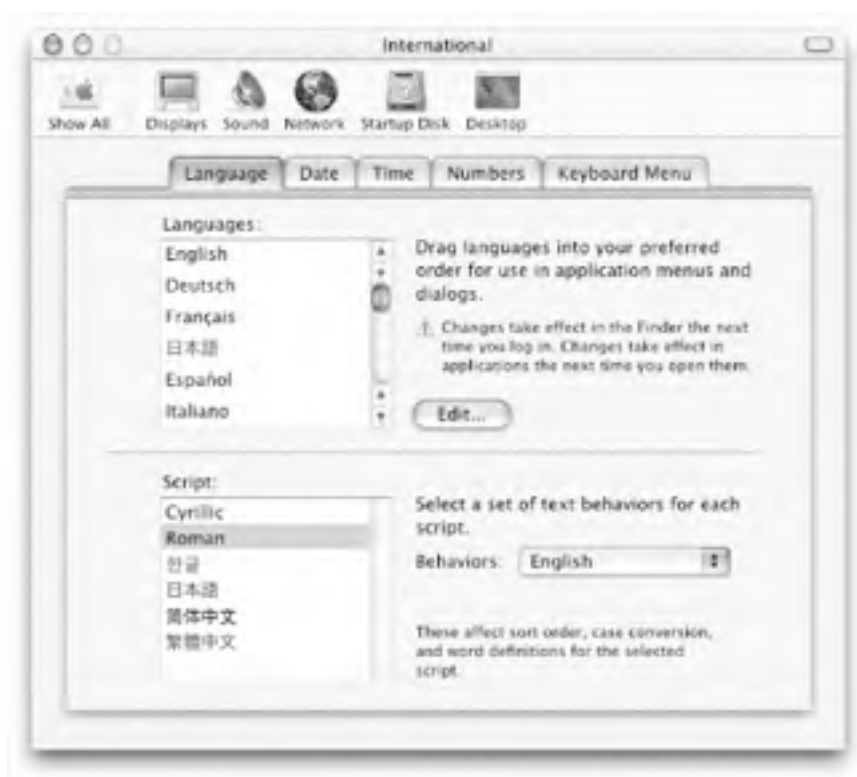 International
Show All Displays Sound Network Startup Disk Desktop
Language Date Time Numbers Keyboard Menu
Languages:
English
Deutsch
Français
日本語
Español
Italiano
Drag languages into your preferred
order for use in application menus and
dialogs.
Changes take effect in the Finder the next
time you log in. Changes take effect in
applications the next time you open them.
Edit...
Script:
Cyrillic
Roman
한글
日本語
简体中文
繁體中文
Select a set of text behaviors for each
script.
Behaviors: English
These affect sort order, case conversion,
and word definitions for the selected
script.